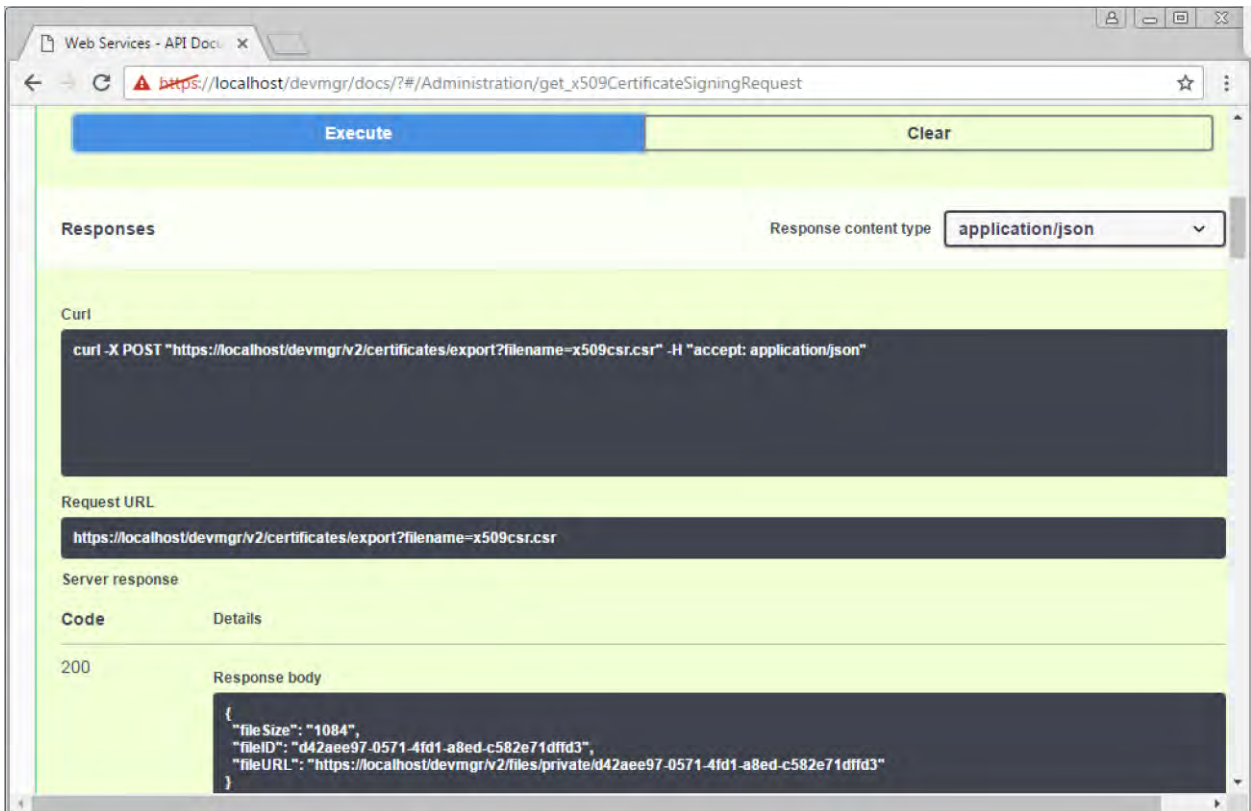 Web Services - API Docu
https://localhost/devmgr/docs/?#/Administration/get_x509CertificateSigningRequest
Execute
Clear
Responses
Response content type
application/json
Curl
curl -X POST "https://localhost/devmgr/v2/certificates/export?filename=x509csr.csr" -H "accept: application/json"
Request URL
https://localhost/devmgr/v2/certificates/export?filename=x509csr.csr
Server response
Code
Details
200
Response body
{
"fileSize": "1084",
"fileID": "d42aee97-0571-4fd1-a8ed-c582e71dffd3",
"fileURL": "https://localhost/devmgr/v2/files/private/d42aee97-0571-4fd1-a8ed-c582e71dffd3"
}